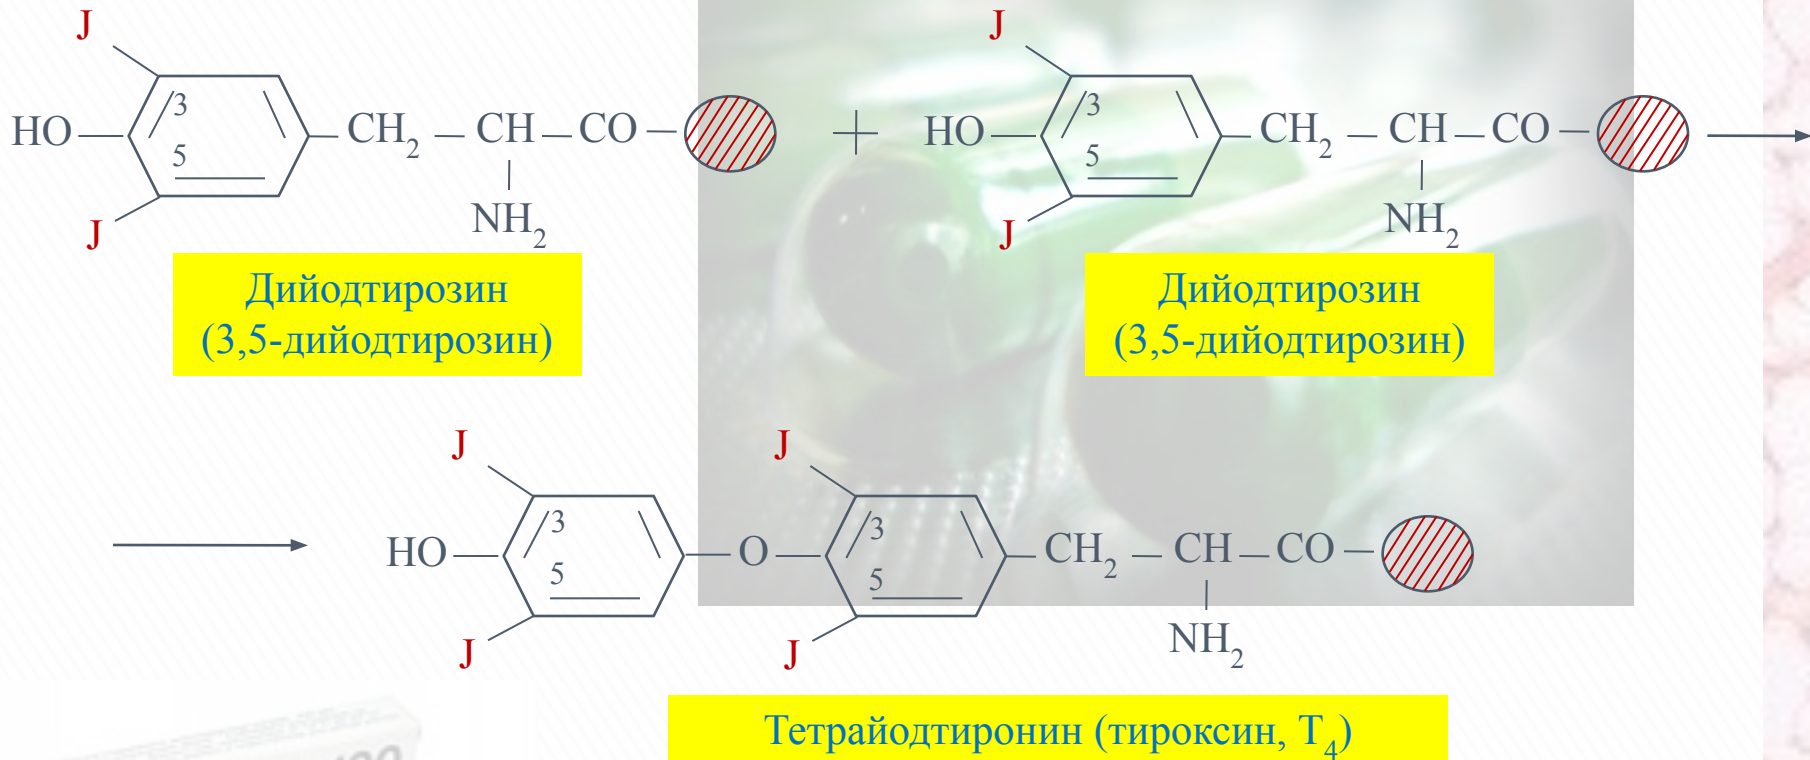 J J
HO 3 CH₂ CH CO + HO 3 CH₂ CH CO
5 5
J NH₂ J NH₂
Дийодтирозин Дийодтирозин
(3,5-дийодтирозин) (3,5-дийодтирозин)
J J
HO 3 O 3 CH₂ CH CO
5 5
J J NH₂
Тетрайодтиронин (тироксин, Т₄)